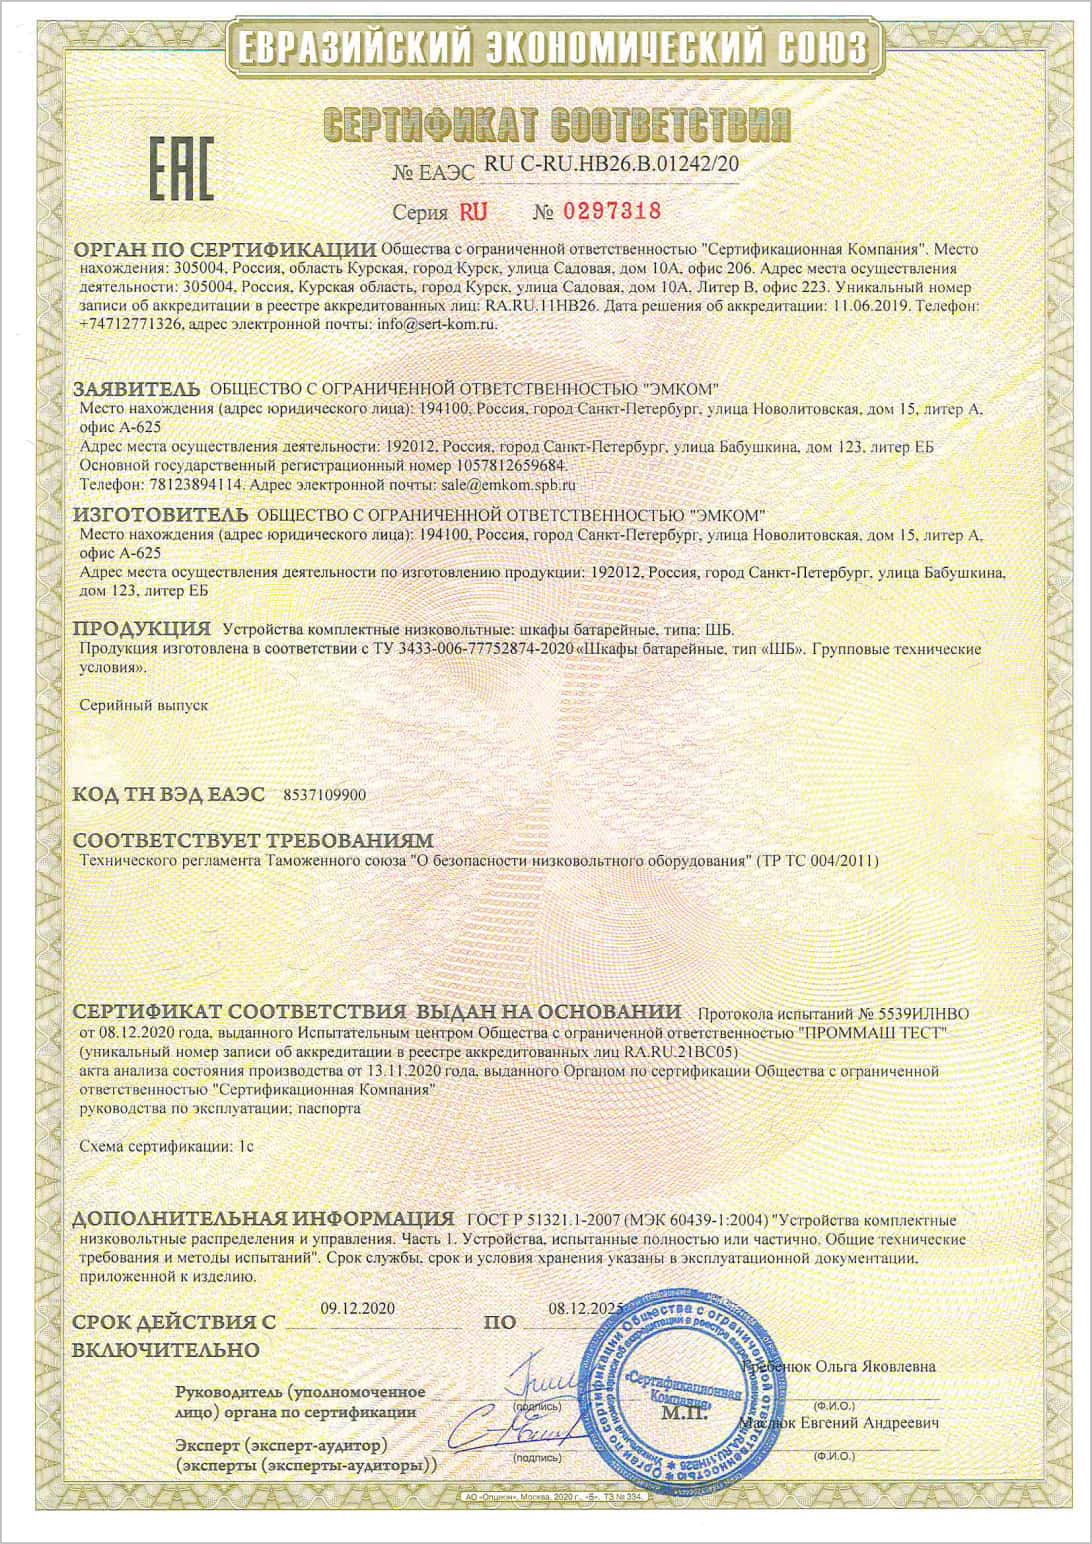 ЕВРАЗИЙСКИЙ ЭКОНОМИЧЕСКИЙ СОЮЗ
СЕРТИФИКАТ СООТВЕТСТВИЯ
ЕАС
№ ЕАЭС RU C-RU.HB26.B.01242/20
Серия RU № 0297318
ОРГАН ПО СЕРТИФИКАЦИИ Общества с ограниченной ответственностью "Сертификационная Компания". Место
нахождения: 305004, Россия, область Курская, город Курск, улица Садовая, дом 10А, офис 206. Адрес места осуществления
деятельности: 305004, Россия, Курская область, город Курск, улица Садовая, дом 10А, Литер В, офис 223. Уникальный номер
записи об аккредитации в реестре аккредитованных лиц: RA.RU.11НВ26. Дата решения об аккредитации: 11.06.2019. Телефон:
+74712771326, адрес электронной почты: info@sert-kom.ru.
ЗАЯВИТЕЛЬ ОБЩЕСТВО С ОГРАНИЧЕННОЙ ОТВЕТСТВЕННОСТЬЮ "ЭМКОМ"
Место нахождения (адрес юридического лица): 194100, Россия, город Санкт-Петербург, улица Новолитовская, дом 15, литер А,
офис А-625
Адрес места осуществления деятельности: 192012, Россия, город Санкт-Петербург, улица Бабушкина, дом 123, литер ЕБ
Основной государственный регистрационный номер 1057812659684.
Телефон: 78123894114. Адрес электронной почты: sale@emkom.spb.ru
ИЗГОТОВИТЕЛЬ ОБЩЕСТВО С ОГРАНИЧЕННОЙ ОТВЕТСТВЕННОСТЬЮ "ЭМКОМ"
Место нахождения (адрес юридического лица): 194100, Россия, город Санкт-Петербург, улица Новолитовская, дом 15, литер А,
офис А-625
Адрес места осуществления деятельности по изготовлению продукции: 192012, Россия, город Санкт-Петербург, улица Бабушкина,
дом 123, литер ЕБ
ПРОДУКЦИЯ Устройства комплектные низковольтные: шкафы батарейные, типа: ШБ.
Продукция изготовлена в соответствии с ТУ 3433-006-77752874-2020 «Шкафы батарейные, тип «ШБ». Групповые технические
условия».
Серийный выпуск
КОД ТН ВЭД ЕАЭС 8537109900
СООТВЕТСТВУЕТ ТРЕБОВАНИЯМ
Технического регламента Таможенного союза "О безопасности низковольтного оборудования" (ТР ТС 004/2011)
СЕРТИФИКАТ СООТВЕТСТВИЯ ВЫДАН НА ОСНОВАНИИ Протокола испытаний № 5539ИЛНВО
от 08.12.2020 года, выданного Испытательным центром Общества с ограниченной ответственностью "ПРОММАШ ТЕСТ"
(уникальный номер записи об аккредитации в реестре аккредитованных лиц RA.RU.21ВС05)
акта анализа состояния производства от 13.11.2020 года, выданного Органом по сертификации Общества с ограниченной
ответственностью "Сертификационная Компания"
руководства по эксплуатации; паспорта
Схема сертификации: 1с
ДОПОЛНИТЕЛЬНАЯ ИНФОРМАЦИЯ ГОСТ Р 51321.1-2007 (МЭК 60439-1:2004) "Устройства комплектные
низковольтные распределения и управления. Часть 1. Устройства, испытанные полностью или частично. Общие технические
требования и методы испытаний". Срок службы, срок и условия хранения указаны в эксплуатационной документации,
приложенной к изделию.
СРОК ДЕЙСТВИЯ С 09.12.2020 ПО 08.12.2025
ВКЛЮЧИТЕЛЬНО
Руководитель (уполномоченное
лицо) органа по сертификации
(подпись)
Гребенюк Ольга Яковлевна
(Ф.И.О.)
М.П.
Эксперт (эксперт-аудитор)
(эксперты (эксперты-аудиторы))
(подпись)
Маслюк Евгений Андреевич
(Ф.И.О.)
Орган по сертификации Общества с ограниченной ответственностью
«Сертификационная
Компания»
АО «Опцион», Москва, 2020 г., «Б». ТЗ № 334.